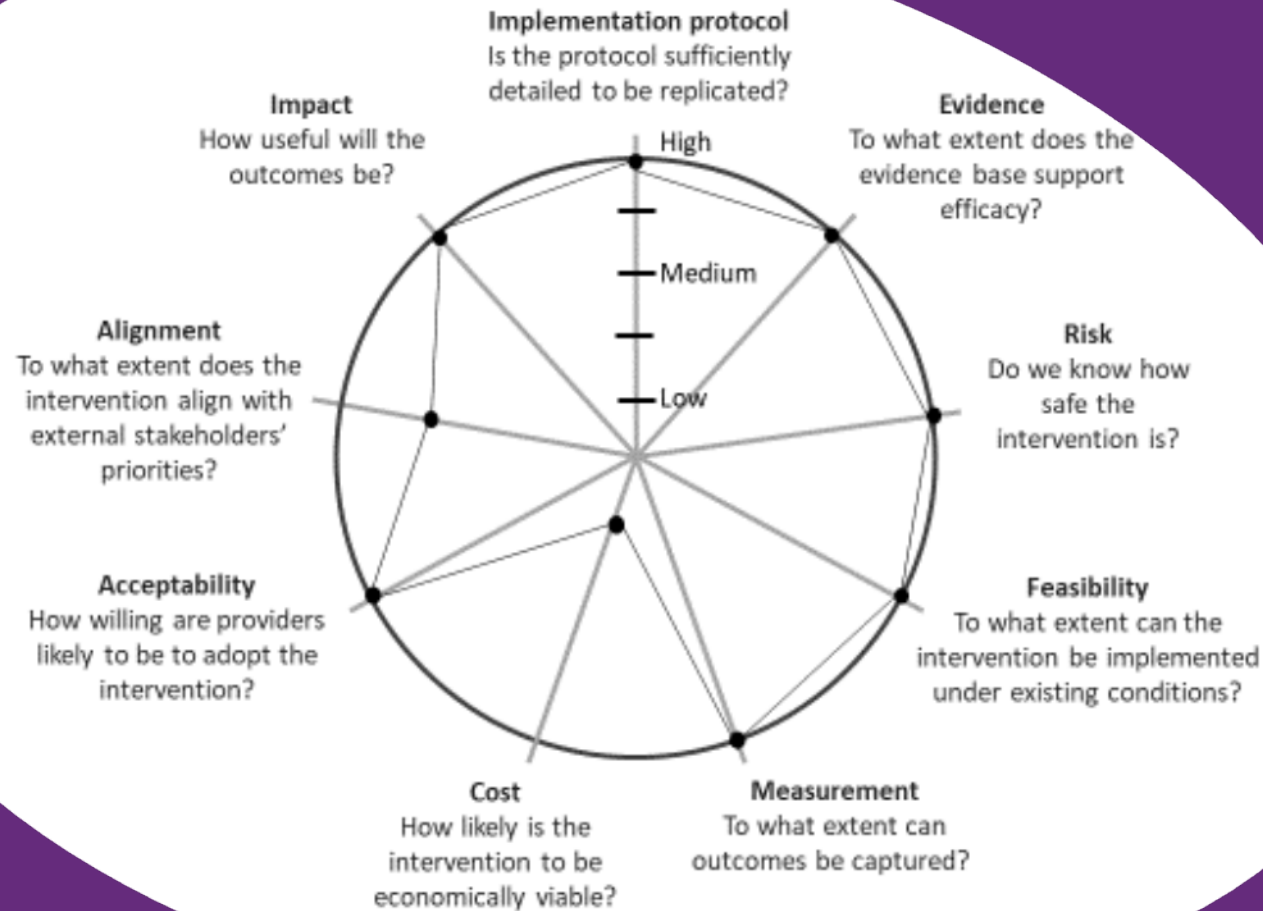 Implementation protocol
Is the protocol sufficiently
detailed to be replicated?
Impact
How useful will the
outcomes be?
Evidence
To what extent does the
evidence base support
efficacy?
High
Medium
Low
Alignment
To what extent does the
intervention align with
external stakeholders'
priorities?
Risk
Do we know how
safe the
intervention is?
Acceptability
How willing are providers
likely to be to adopt the
intervention?
Feasibility
To what extent can the
intervention be implemented
under existing conditions?
Cost
How likely is the
intervention to be
economically viable?
Measurement
To what extent can
outcomes be captured?